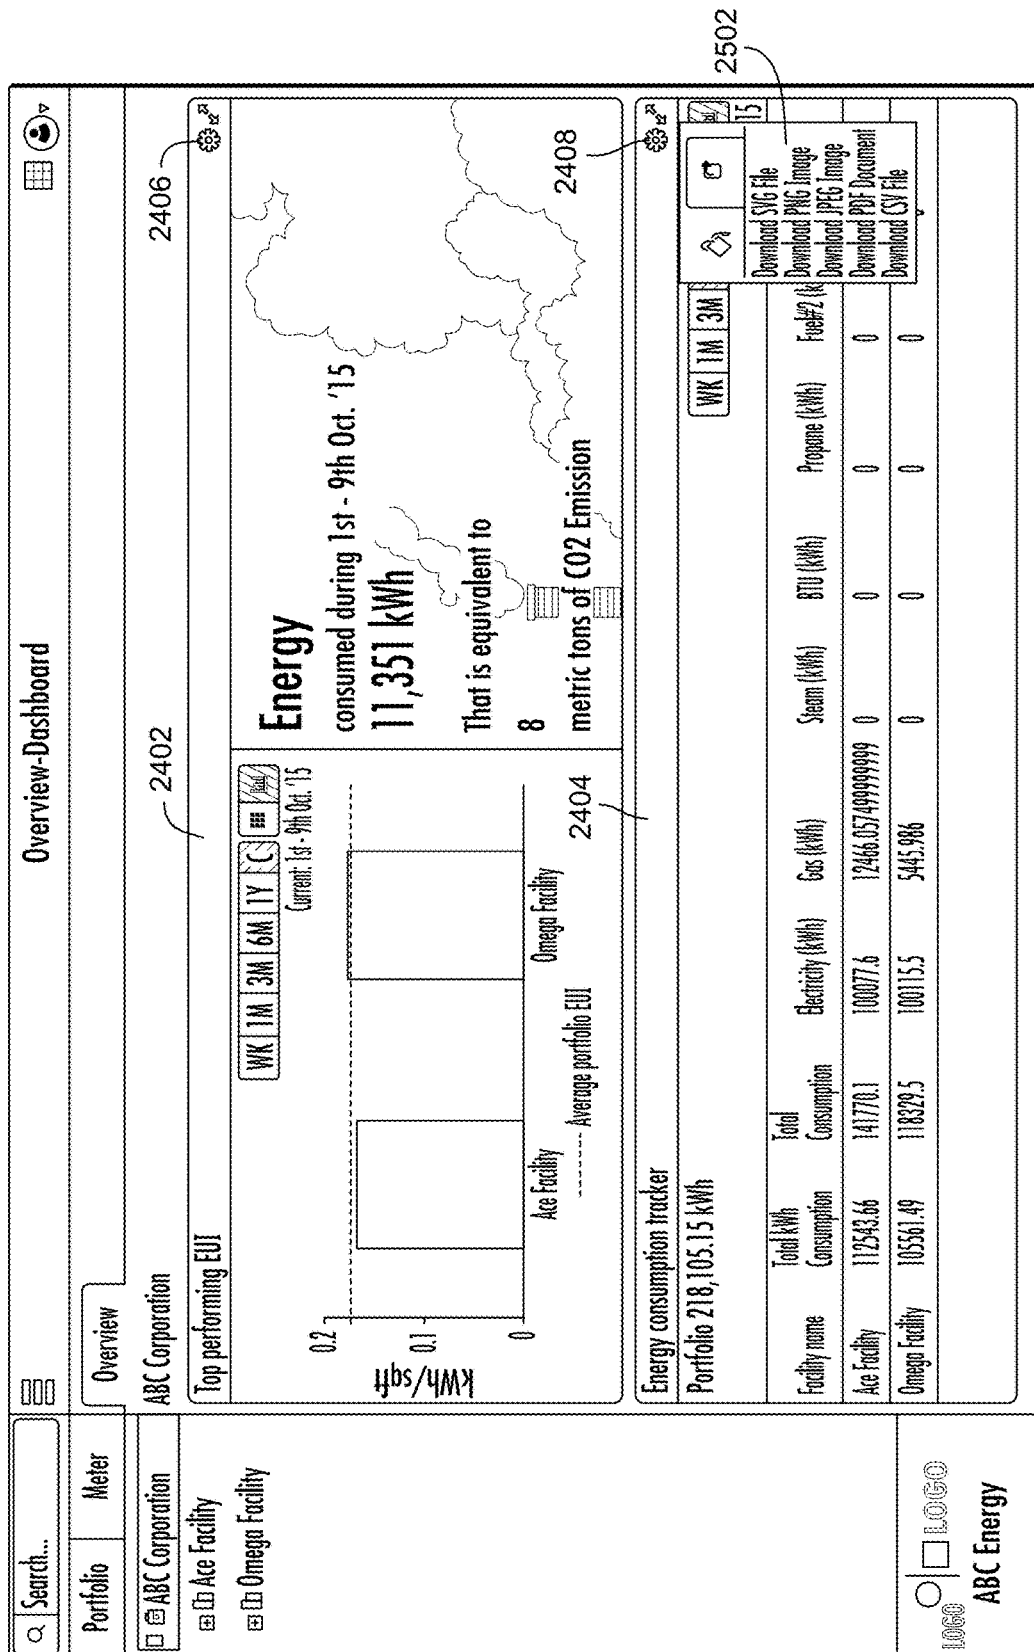 Overview-Dashboard
Search...
Portfolio
Meter
Overview
ABC Corporation
Ace Facility
Omega Facility
ABC Corporation
2402
2406
Top performing EUI
WK 1M 3M 6M 1Y C
Current: 1st - 9th Oct. '15
kWh/sqft
0.2
0.1
0
Ace Facility
Omega Facility
Average portfolio EUI
Energy
consumed during 1st - 9th Oct. '15
11,351 kWh
That is equivalent to
8
metric tons of CO2 Emission
2404
2408
2502
Energy consumption tracker
Portfolio 218,105.15 kWh
WK 1M 3M
15
Download SVG File
Download PNG Image
Download JPEG Image
Download PDF Document
Download CSV File
Facility name
Total kWh Consumption
Total Consumption
Electricity (kWh)
Gas (kWh)
Steam (kWh)
BTU (kWh)
Propane (kWh)
Fuel#2 (k
Ace Facility 112543.66 141770.1 100077.6 12466.05749999999 0 0 0 0
Omega Facility 105561.49 118329.5 100115.5 5445.986 0 0 0 0
LOGO
LOGO
ABC Energy